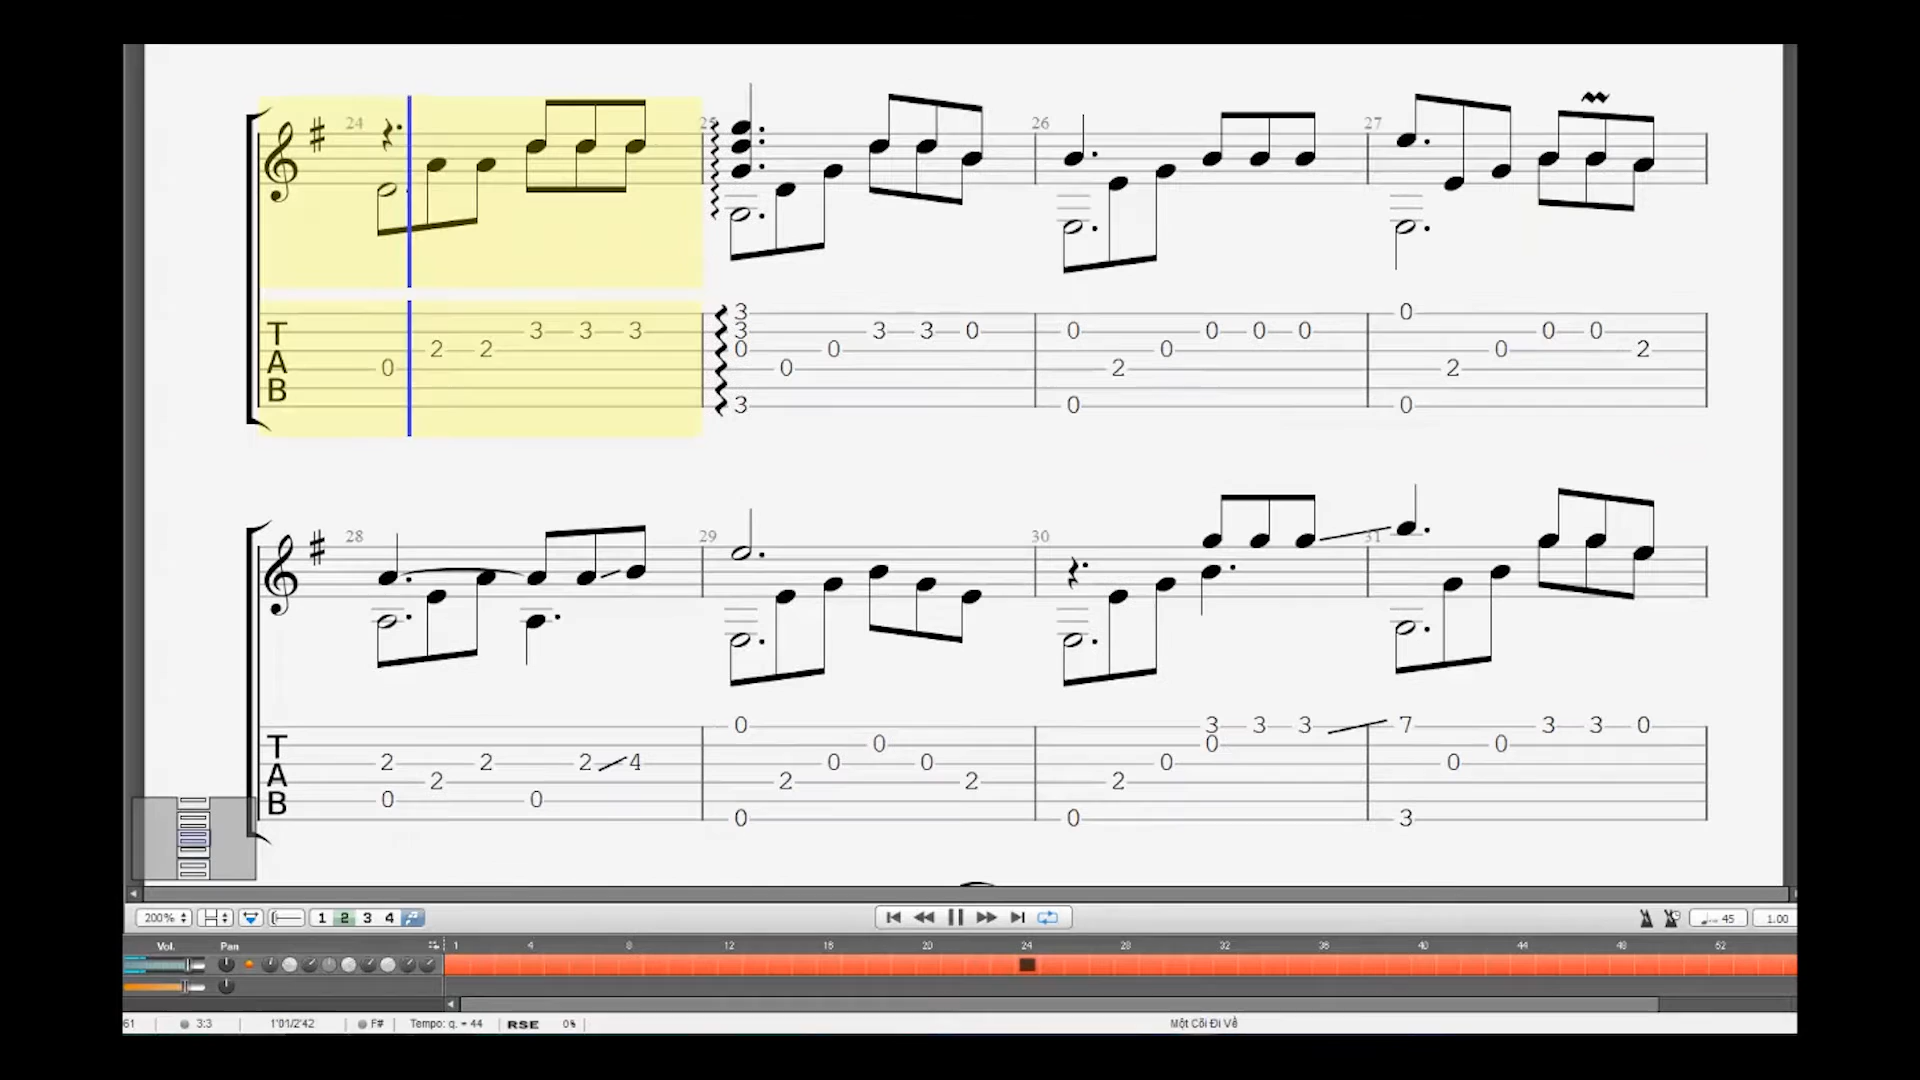 24 25 26 27
T A B
3 3 0 0
3 3 3 3 3 3 0 0 0 0 0 0 0
2 2 0 0 0 0 2
0 0 2 2
3 0 0
28 29 30 31
T A B
0 3 3 3 7 3 3 0
0 0 0
2 2 2 4 0 0 0 0
2 2 2 2
0 0
0 0 3
200% 1 2 3 4 45 1.00
Vol. Pan 1 4 8 12 16 20 24 28 32 36 40 44 48 52
61 3:3 1'01/2'42 F# Tempo: q. = 44 RSE 0% Một Cõi Đi Về